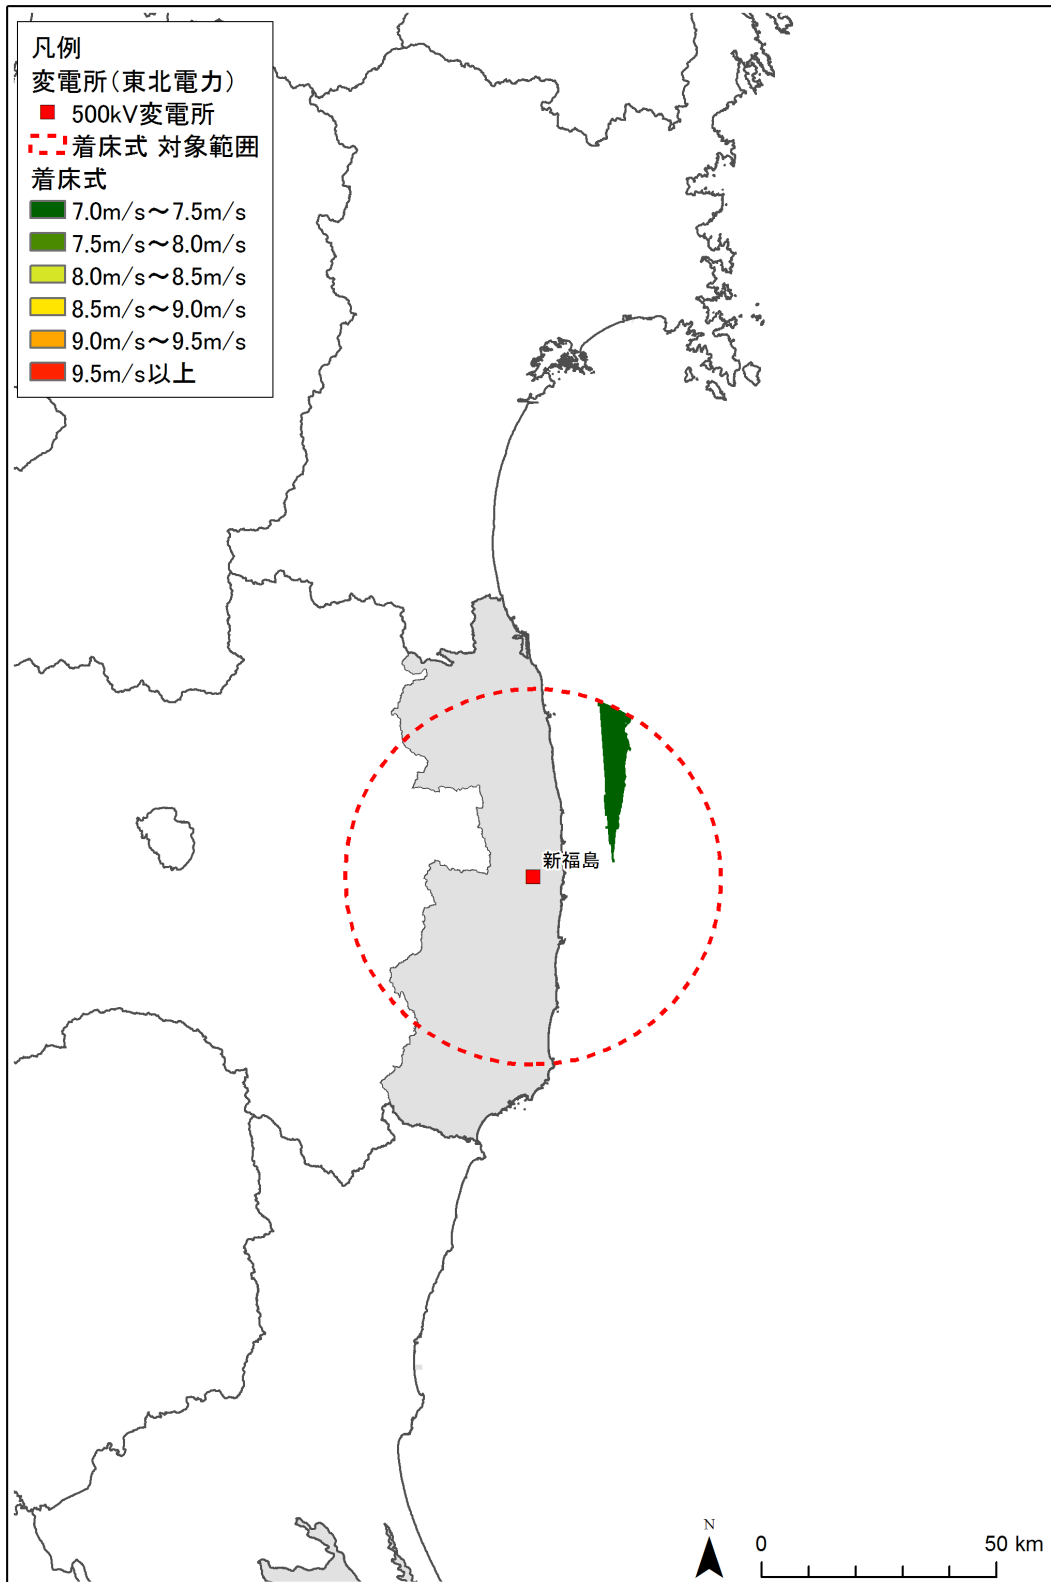 凡例
変電所(東北電力)
500kV変電所
着床式 対象範囲
着床式
7.0m/s～7.5m/s
7.5m/s～8.0m/s
8.0m/s～8.5m/s
8.5m/s～9.0m/s
9.0m/s～9.5m/s
9.5m/s以上
新福島
N
0 50 km